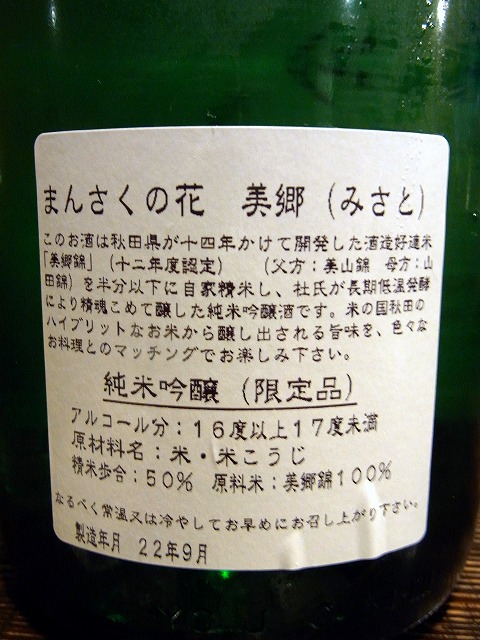 まんさくの花　美郷（みさと）
このお酒は秋田県が十四年かけて開発した酒造好適米
「美郷錦」（十二年度認定）　（父方：美山錦　母方：山
田錦）を半分以下に自家精米し、杜氏が長期低温発酵
により精魂こめて醸した純米吟醸酒です。米の国秋田の
ハイブリットなお米から醸し出される旨味を、色々な
お料理とのマッチングでお楽しみ下さい。
純米吟醸（限定品）
アルコール分：１６度以上１７度未満
原材料名：米・米こうじ
精米歩合：５０％　原料米：美郷錦１００％
なるべく常温又は冷やしてお早めにお召し上がり下さい。
製造年月　２２年９月